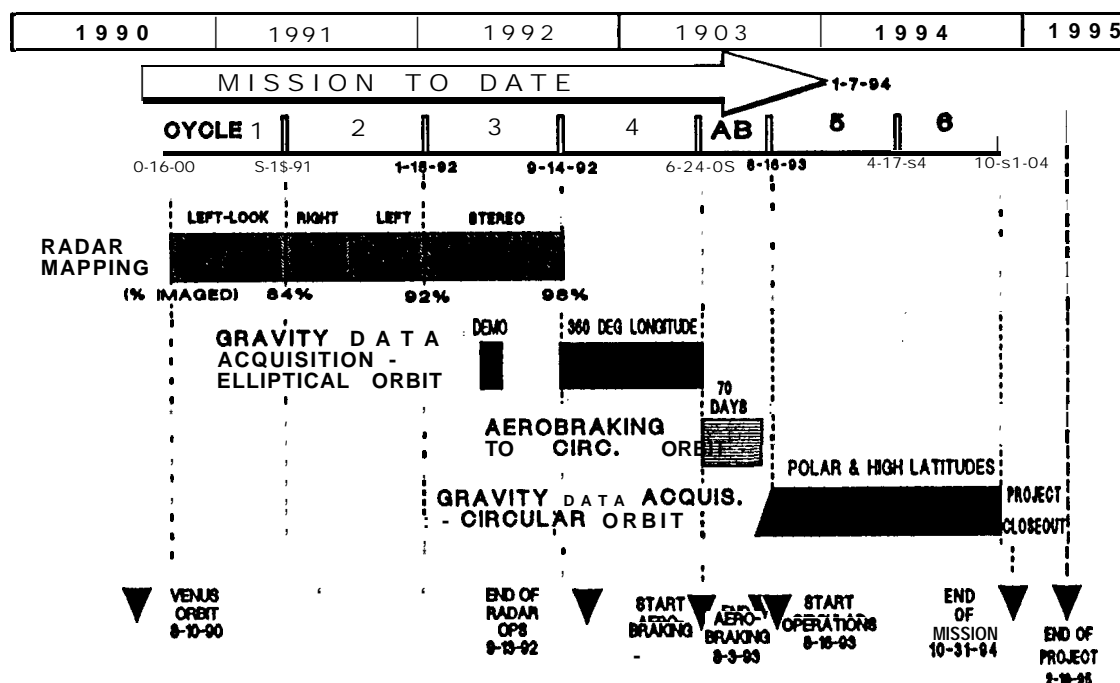 1990 1991 1992 1903 1994 1995
MISSION TO DATE 1-7-94
OYOLE 1 2 3 4 AB 5 6
0-16-00 S-1$-91 1-15-92 9-14-92 6-24-0S 8-16-93 4-17-s4 10-s1-04
LEFT-LOOK RIGHT LEFT STEREO
RADAR
MAPPING
(% IMAGED) 84% 92% 98%
DEMO 360 DEG LONGITUDE
GRAVITY DATA
ACQUISITION -
ELLIPTICAL ORBIT
70
DAYS
AEROBRAKING
TO CIRC. ORBIT
POLAR & HIGH LATITUDES
GRAVITY DATA ACQUIS.
- CIRCULAR ORBIT
PROJECT
CLOSEOUT
VENUS
ORBIT
8-10-90
END OF
RADAR
OPS
9-13-92
START
AERO-
BRAKING
END
AERO-
BRAKING
8-3-93
START
OPERATIONS
8-16-93
END
OF
MISSION
10-31-94
END OF
PROJECT